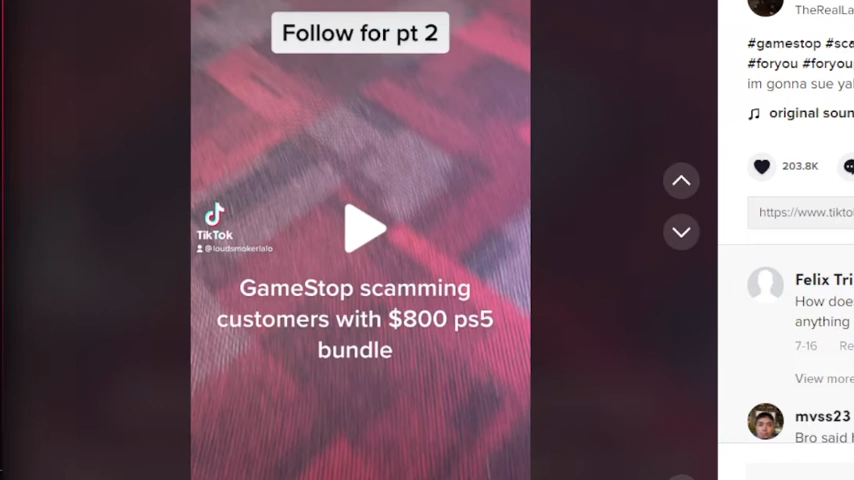 Follow for pt 2
TikTok
@loudsmokerlalo
GameStop scamming
customers with $800 ps5
bundle
TheRealLa
#gamestop #sca
#foryou #foryou
im gonna sue yal
original soun
203.8K
https://www.tikto
Felix Tri
How doe
anything
7-16 Re
View more
mvss23
Bro said h